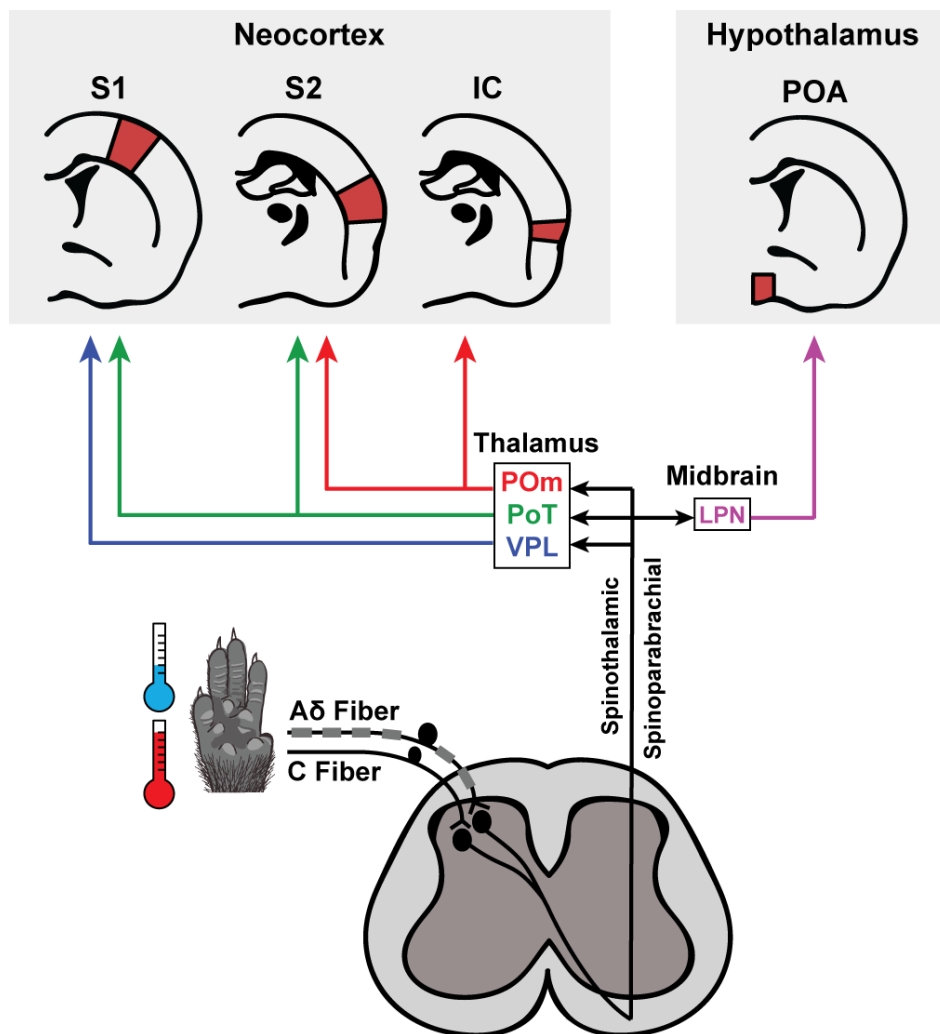 Neocortex
Hypothalamus
S1
S2
IC
POA
Thalamus
POm
PoT
VPL
Midbrain
LPN
Spinothalamic
Spinoparabrachial
Aδ Fiber
C Fiber